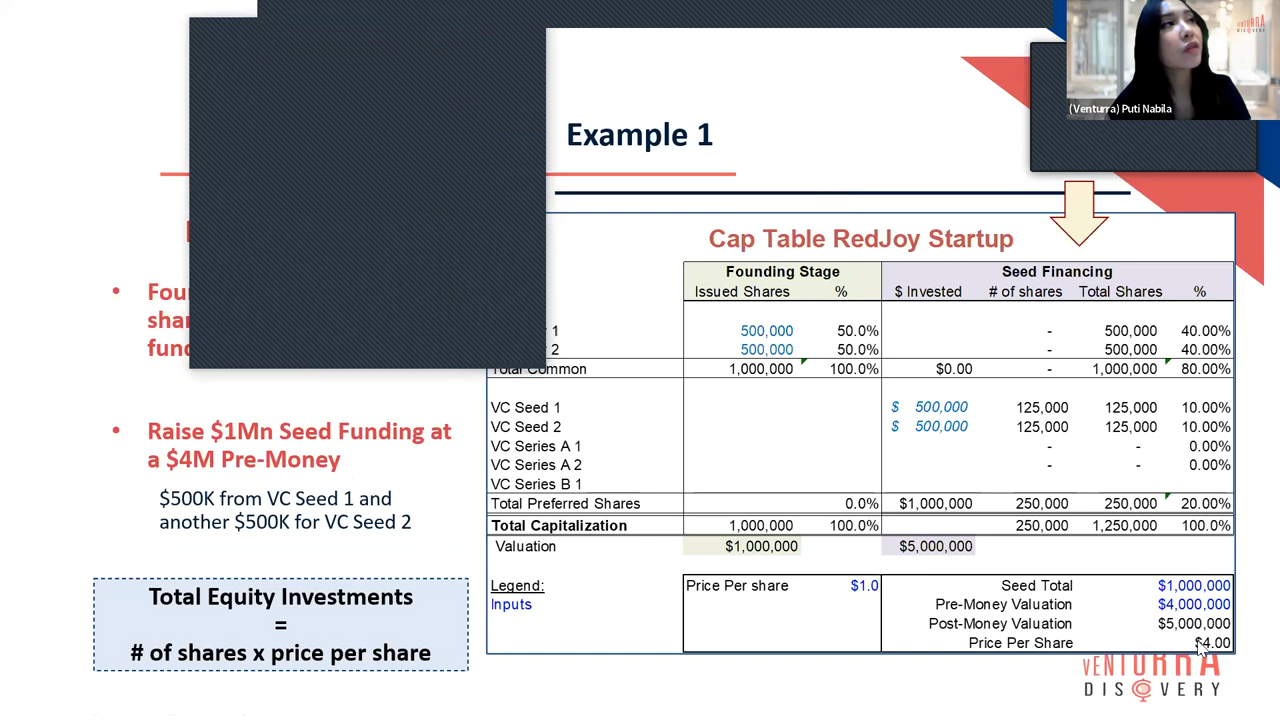 VENTURRA
DISCOVERY
(Venturra) Puti Nabila
Example 1
Cap Table RedJoy Startup
Founding Stage Seed Financing
Issued Shares % $ Invested # of shares Total Shares %
1 500,000 50.0% - 500,000 40.00%
2 500,000 50.0% - 500,000 40.00%
Total Common 1,000,000 100.0% $0.00 - 1,000,000 80.00%
VC Seed 1 $ 500,000 125,000 125,000 10.00%
VC Seed 2 $ 500,000 125,000 125,000 10.00%
VC Series A 1 - - 0.00%
VC Series A 2 - - 0.00%
VC Series B 1
Total Preferred Shares 0.0% $1,000,000 250,000 250,000 20.00%
Total Capitalization 1,000,000 100.0% 250,000 1,250,000 100.0%
Valuation $1,000,000 $5,000,000
Legend: Price Per share $1.0 Seed Total $1,000,000
Inputs Pre-Money Valuation $4,000,000
Post-Money Valuation $5,000,000
Price Per Share $4.00
• Raise $1Mn Seed Funding at
a $4M Pre-Money
$500K from VC Seed 1 and
another $500K for VC Seed 2
Total Equity Investments
=
# of shares x price per share
VENTURRA
DISCOVERY